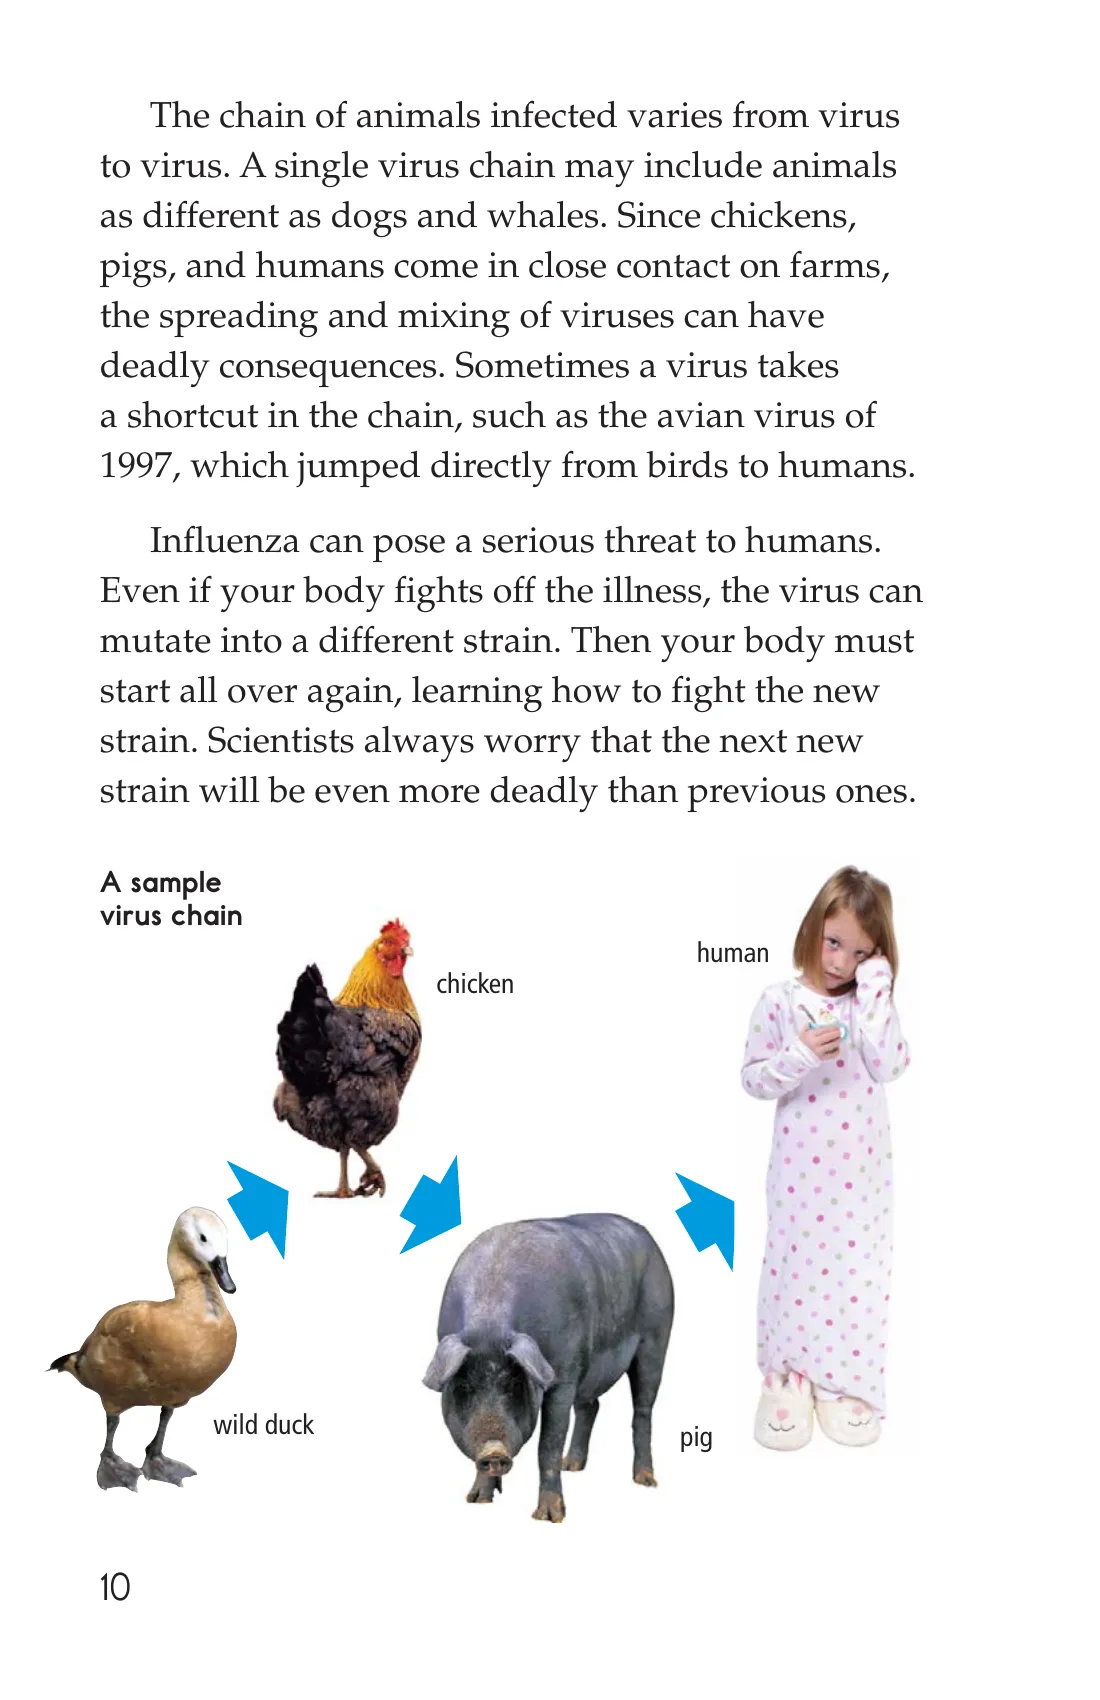 The chain of animals infected varies from virus
to virus. A single virus chain may include animals
as different as dogs and whales. Since chickens,
pigs, and humans come in close contact on farms,
the spreading and mixing of viruses can have
deadly consequences. Sometimes a virus takes
a shortcut in the chain, such as the avian virus of
1997, which jumped directly from birds to humans.
Influenza can pose a serious threat to humans.
Even if your body fights off the illness, the virus can
mutate into a different strain. Then your body must
start all over again, learning how to fight the new
strain. Scientists always worry that the next new
strain will be even more deadly than previous ones.
A sample
virus chain
chicken
human
wild duck
pig
10